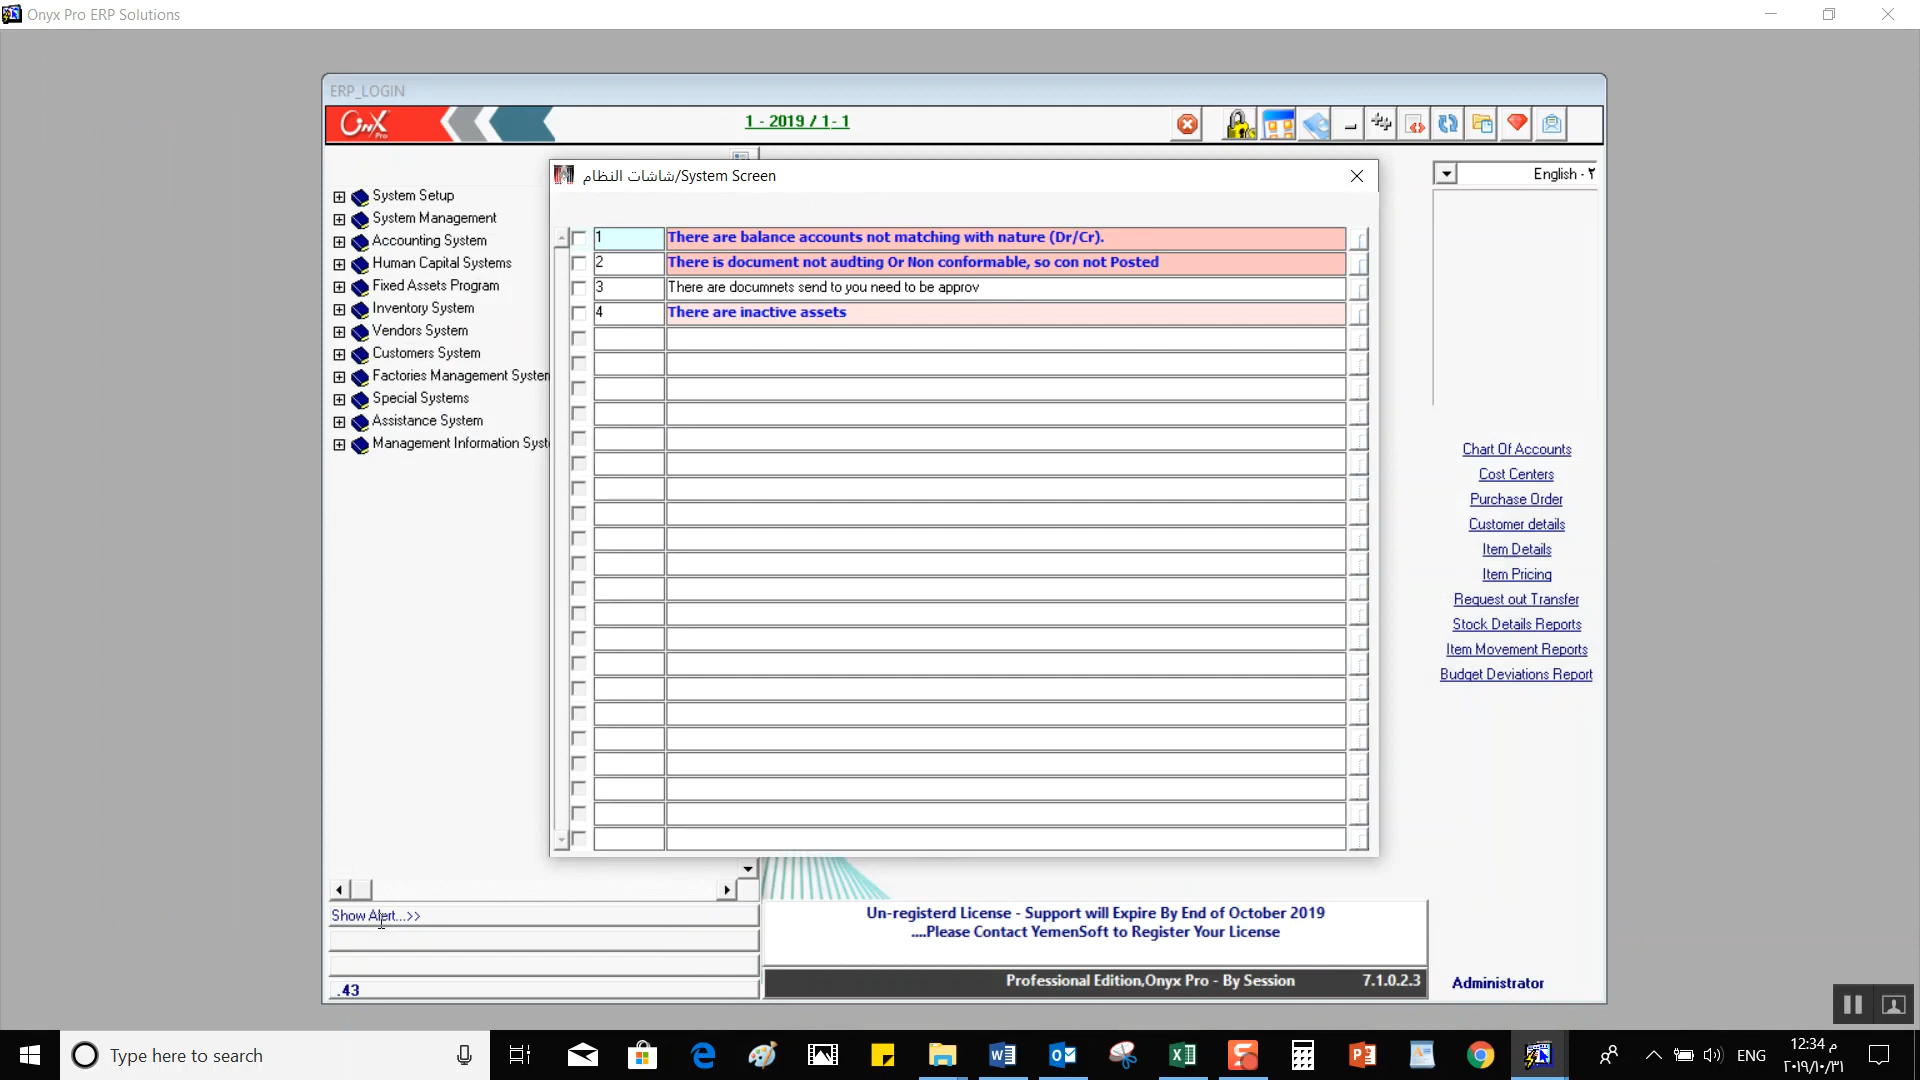 Onyx Pro ERP Solutions
ERP_LOGIN
OnX
Pro
1 - 2019 / 1- 1
شاشات النظام/System Screen
English - ٢
System Setup
System Management
Accounting System
Human Capital Systems
Fixed Assets Program
Inventory System
Vendors System
Customers System
Factories Management System
Special Systems
Assistance System
Management Information Syst
1 There are balance accounts not matching with nature (Dr/Cr).
2 There is document not audting Or Non conformable, so con not Posted
3 There are documnets send to you need to be approv
4 There are inactive assets
Chart Of Accounts
Cost Centers
Purchase Order
Customer details
Item Details
Item Pricing
Request out Transfer
Stock Details Reports
Item Movement Reports
Budget Deviations Report
Show Alert...>>
.43
Un-registerd License - Support will Expire By End of October 2019
....Please Contact YemenSoft to Register Your License
Professional Edition,Onyx Pro - By Session 7.1.0.2.3
Administrator
Type here to search
ENG
12:34 م
٢٠١٩/١٠/٣١